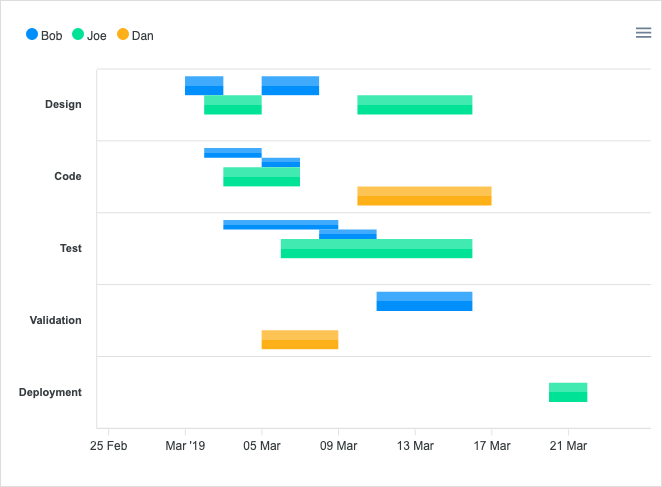 Bob Joe Dan
Design
Code
Test
Validation
Deployment
25 Feb Mar '19 05 Mar 09 Mar 13 Mar 17 Mar 21 Mar